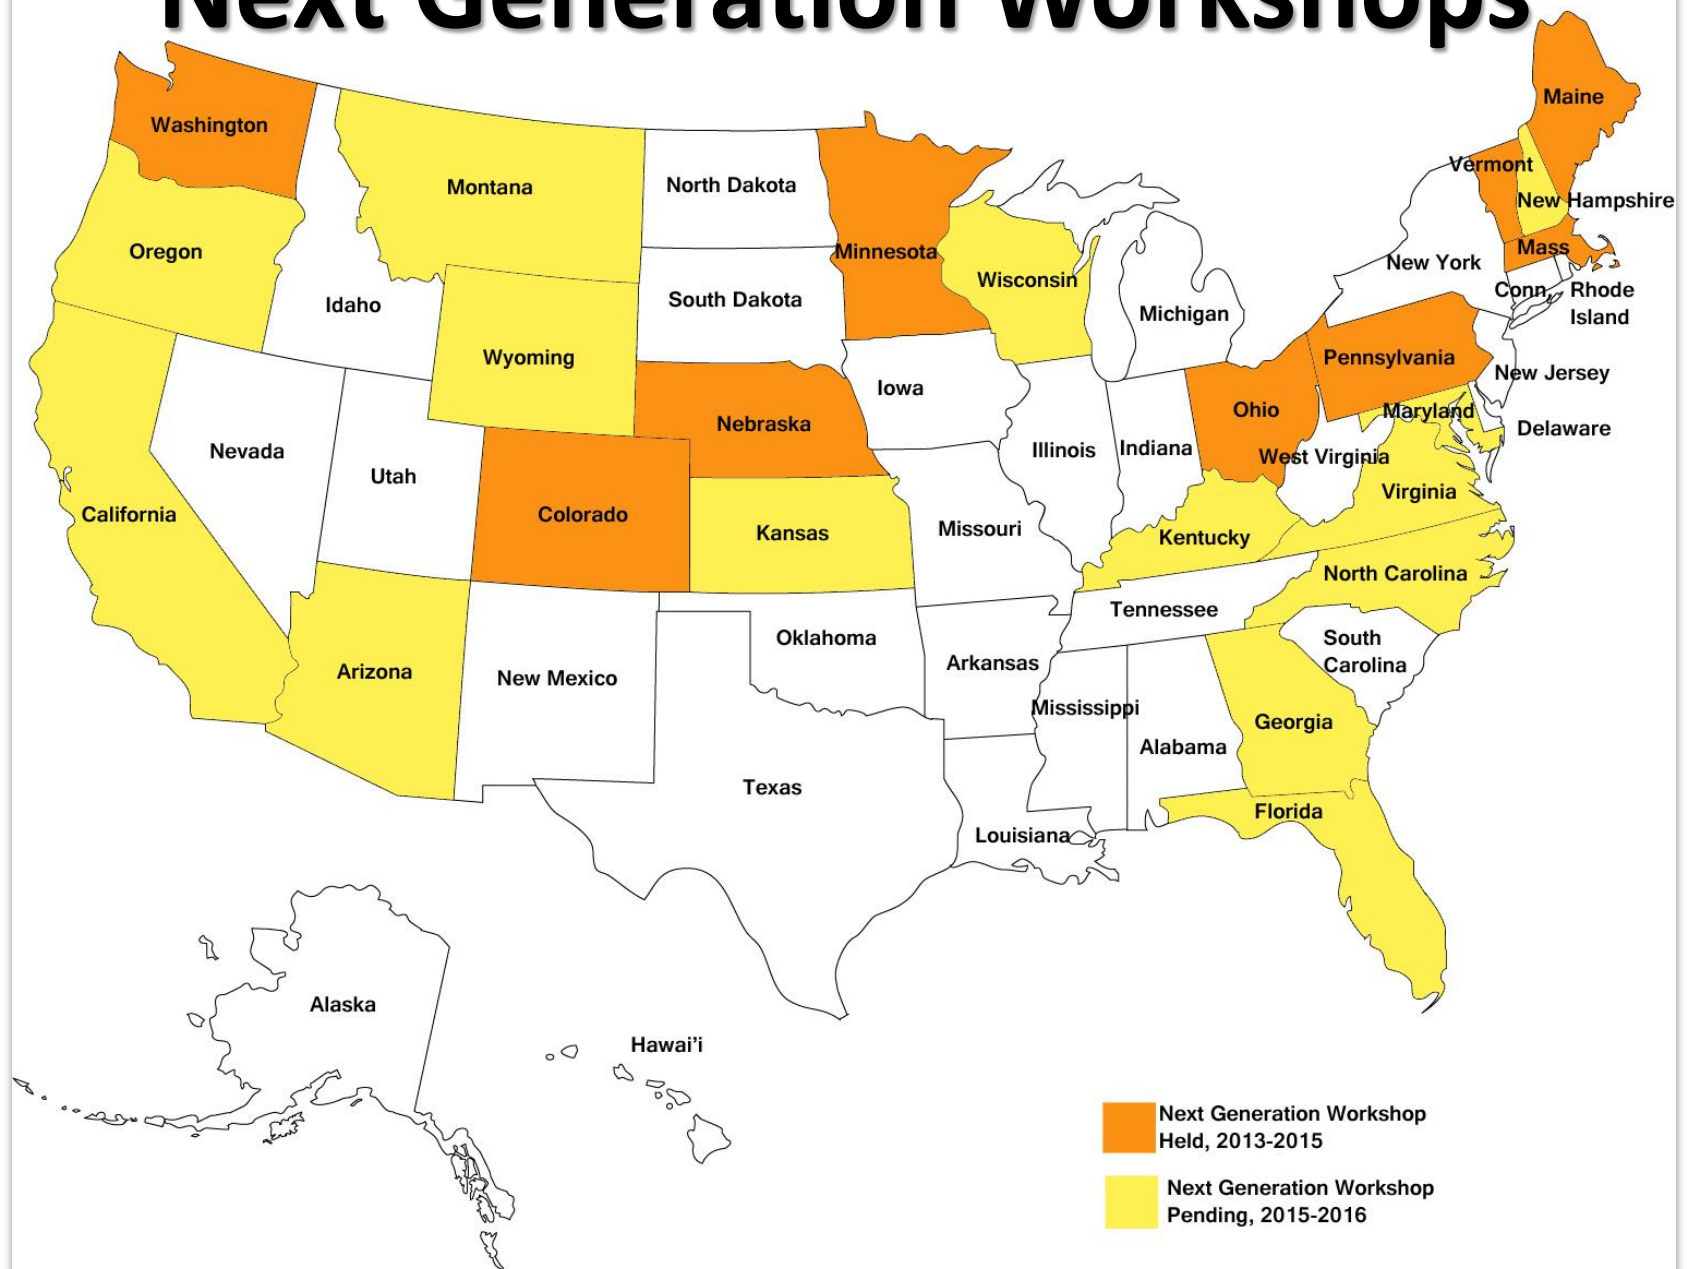 Next Generation Workshops
Maine
Washington
Vermont
North Dakota
Montana
New Hampshire
Mass
Oregon
Minnesota
New York
Wisconsin
Conn.
Rhode
Island
South Dakota
Idaho
Michigan
Wyoming
Pennsylvania
New Jersey
Iowa
Ohio
Maryland
Nebraska
Delaware
Nevada
Illinois
Indiana
West Virginia
Utah
Virginia
California
Colorado
Missouri
Kansas
Kentucky
North Carolina
Tennessee
Oklahoma
South
Carolina
Arkansas
Arizona
New Mexico
Mississippi
Georgia
Alabama
Texas
Florida
Louisiana
Alaska
Hawai’i
Next Generation Workshop
Held, 2013-2015
Next Generation Workshop
Pending, 2015-2016